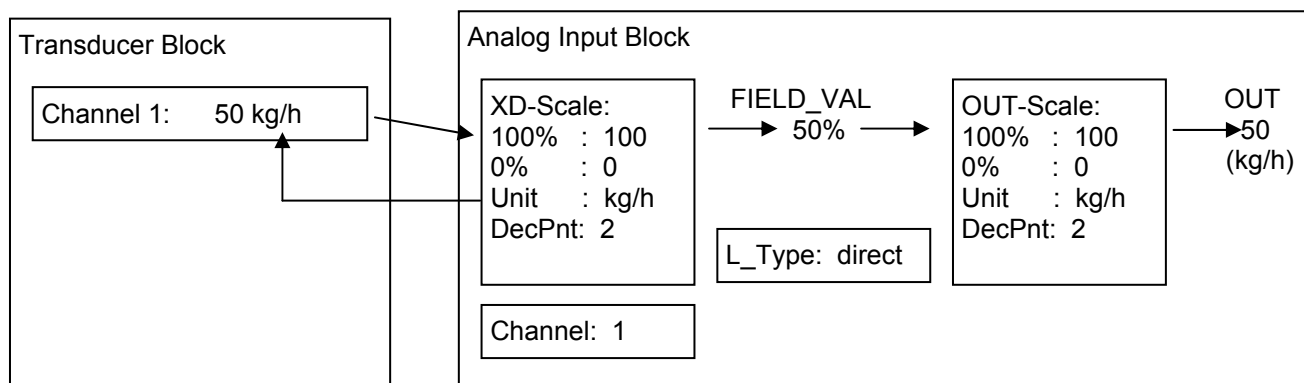 Transducer Block
Channel 1: 50 kg/h
Analog Input Block
XD-Scale:
100% : 100
0% : 0
Unit : kg/h
DecPnt: 2
Channel: 1
FIELD_VAL
50%
L_Type: direct
OUT-Scale:
100% : 100
0% : 0
Unit : kg/h
DecPnt: 2
OUT
50
(kg/h)